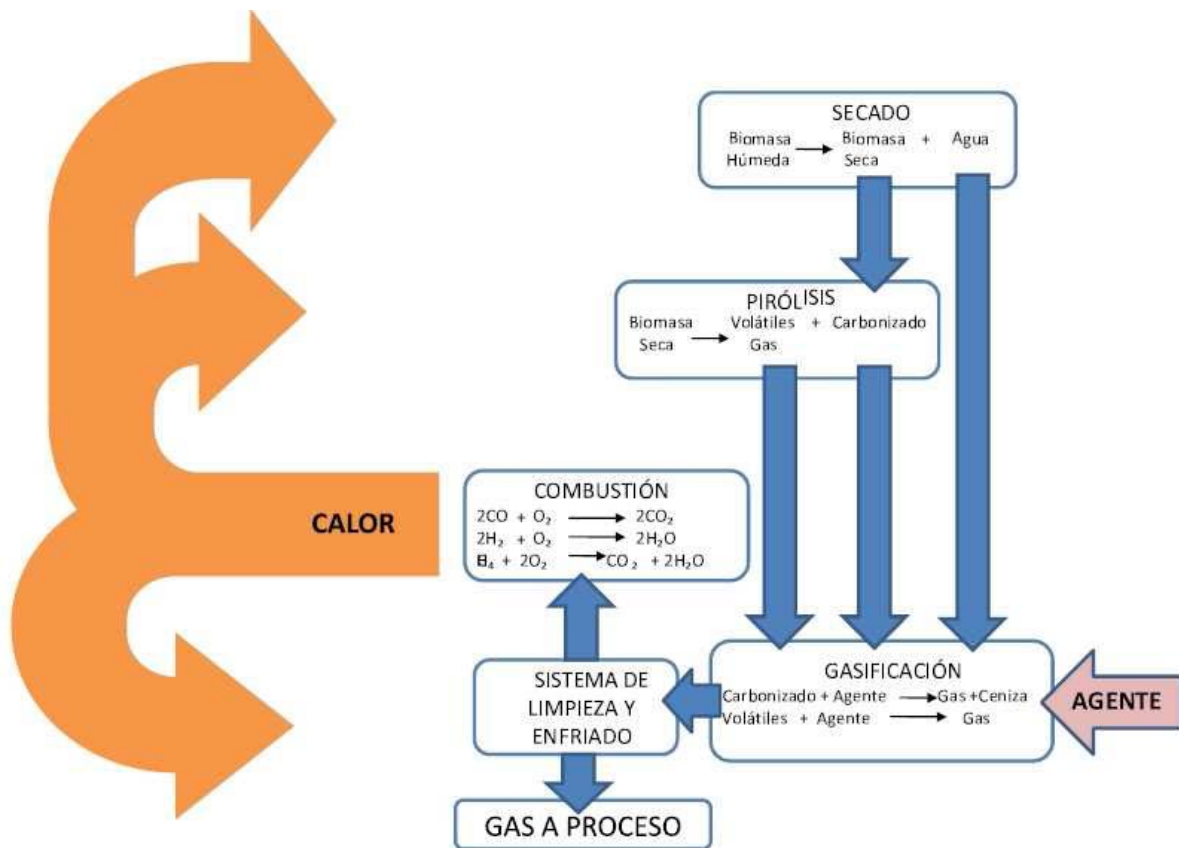 SECADO
Biomasa Biomasa + Agua
Húmeda Seca
PIRÓLISIS
Biomasa Volátiles + Carbonizado
Seca Gas
COMBUSTIÓN
2CO + O₂ 2CO₂
2H₂ + O₂ 2H₂O
H₄ + 2O₂ CO₂ + 2H₂O
CALOR
GASIFICACIÓN
Carbonizado + Agente Gas +Ceniza
Volátiles + Agente Gas
AGENTE
SISTEMA DE
LIMPIEZA Y
ENFRIADO
GAS A PROCESO